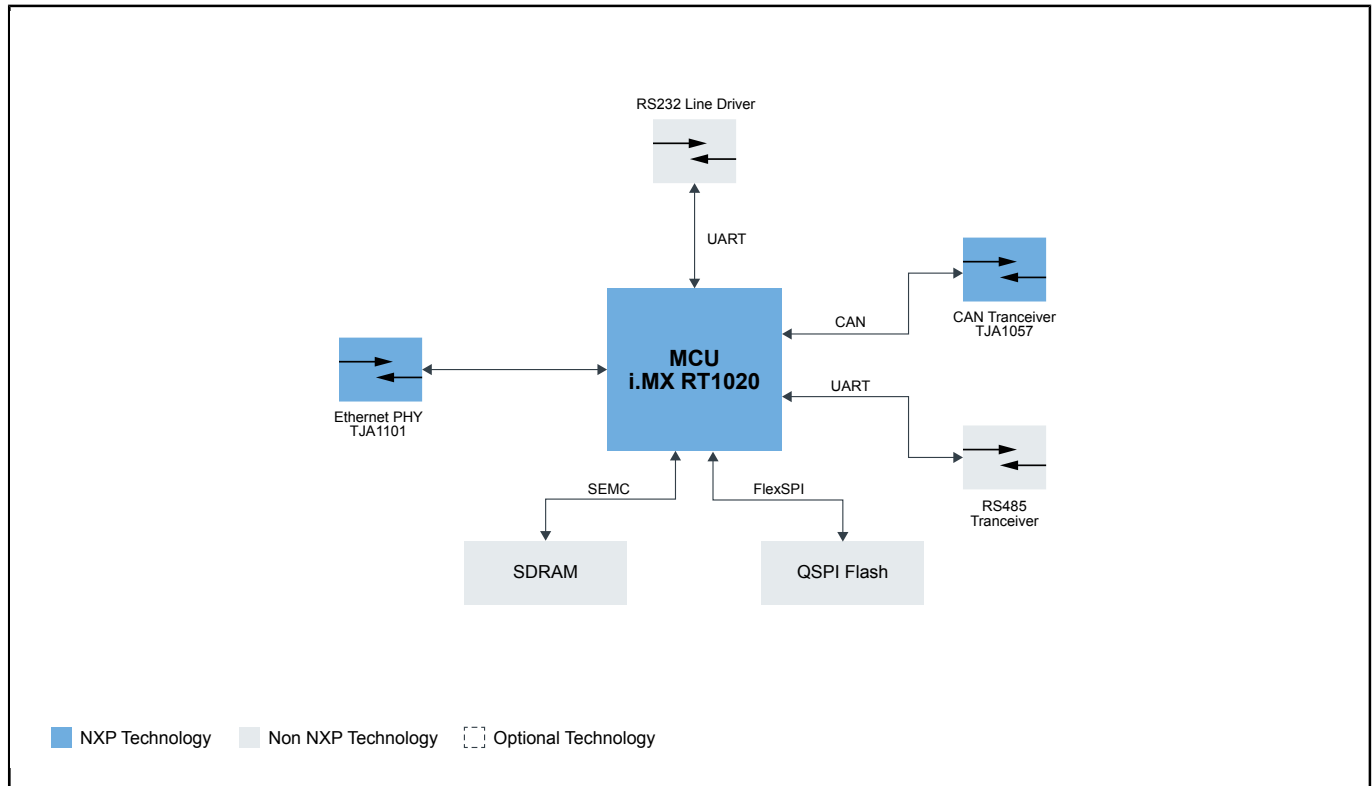 RS232 Line Driver
UART
CAN
CAN Tranceiver
TJA1057
MCU
i.MX RT1020
UART
Ethernet PHY
TJA1101
RS485
Tranceiver
SEMC
FlexSPI
SDRAM
QSPI Flash
NXP Technology
Non NXP Technology
Optional Technology